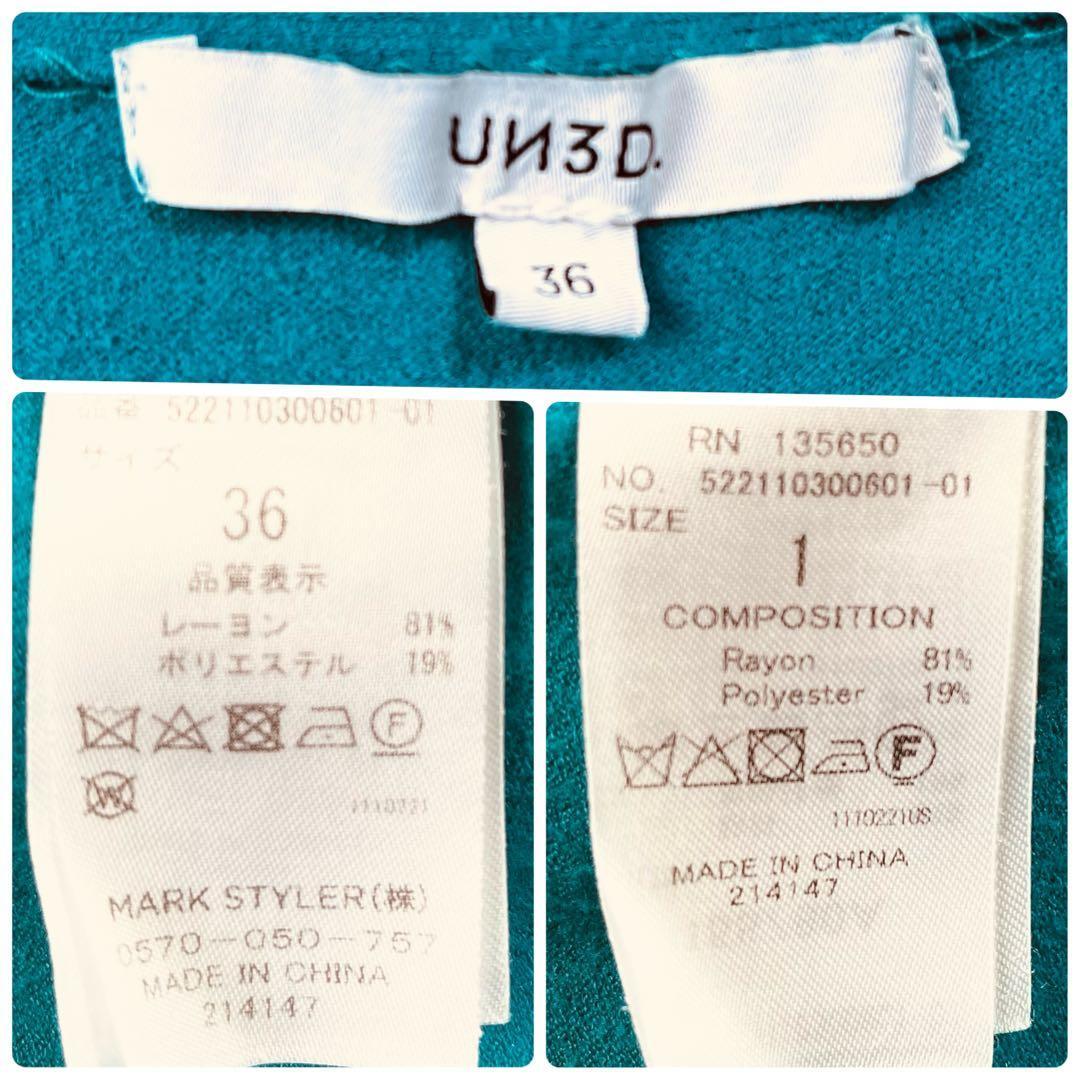 UN3D.
36
品番 522110300601-01
サイズ
36
品質表示
レーヨン 81%
ポリエステル 19%
F
W
MARK STYLER(株)
0570-050-757
MADE IN CHINA
214147
RN 135650
NO. 522110300601-01
SIZE
1
COMPOSITION
Rayon 81%
Polyester 19%
F
MADE IN CHINA
214147